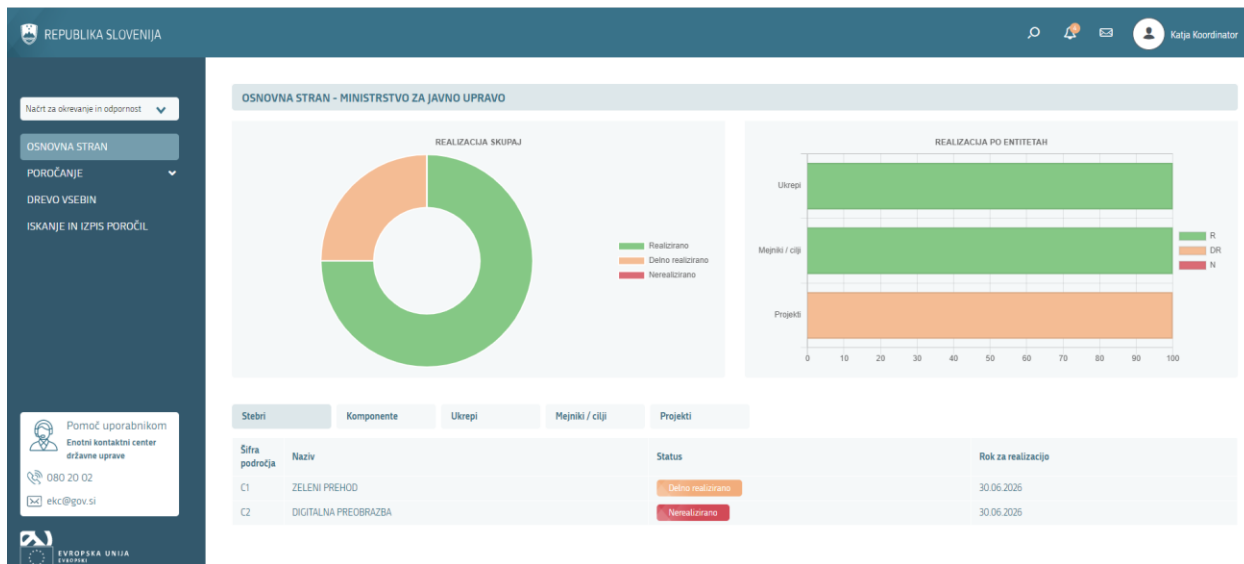 REPUBLIKA SLOVENIJA
Katja Koordinator
Načrt za okrevanje in odpornost
OSNOVNA STRAN
POROČANJE
DREVO VSEBIN
ISKANJE IN IZPIS POROČIL
Pomoč uporabnikom
Enotni kontaktni center
državne uprave
080 20 02
ekc@gov.si
EVROPSKA UNIJA
EVROPSKI
OSNOVNA STRAN - MINISTRSTVO ZA JAVNO UPRAVO
REALIZACIJA SKUPAJ
Realizirano
Delno realizirano
Nerealizirano
REALIZACIJA PO ENTITETAH
Ukrepi
Mejniki / cilji
Projekti
0 10 20 30 40 50 60 70 80 90 100
R
DR
N
Stebri Komponente Ukrepi Mejniki / cilji Projekti
Šifra področja Naziv Status Rok za realizacijo
C1 ZELENI PREHOD Delno realizirano 30.06.2026
C2 DIGITALNA PREOBRAZBA Nerealizirano 30.06.2026